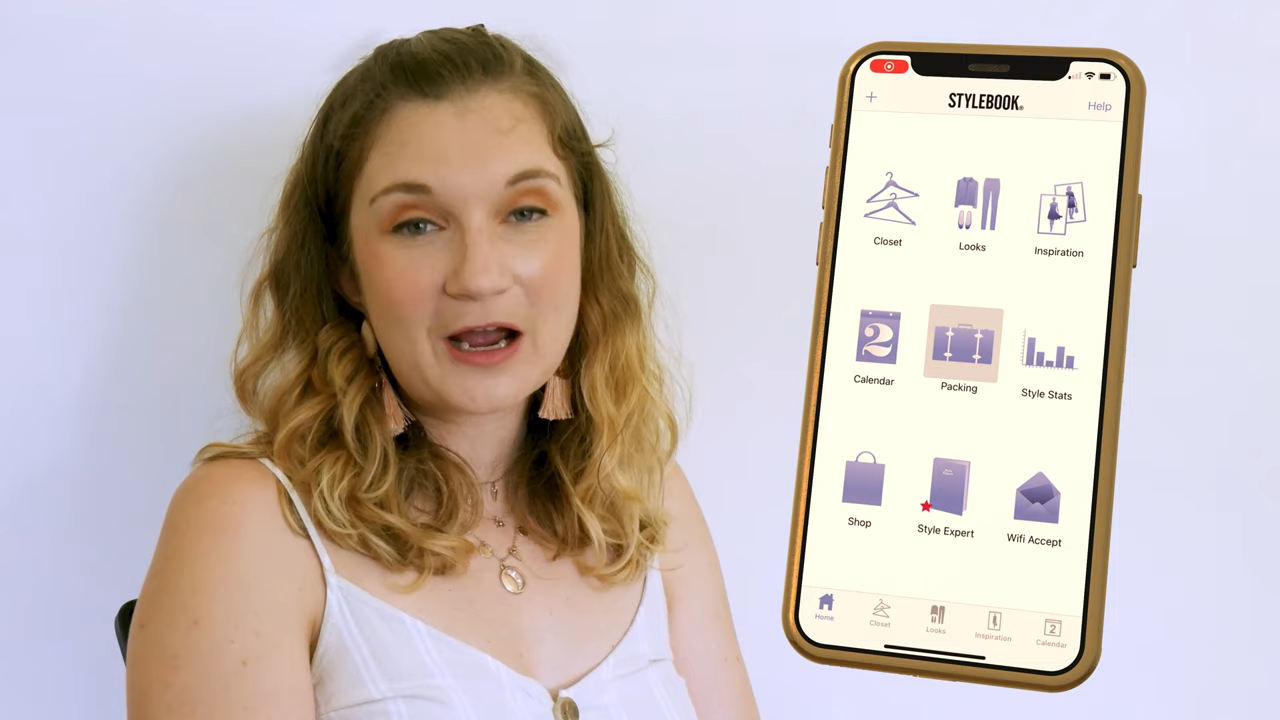 STYLEBOOK®
Help
Closet
Looks
Inspiration
2
Calendar
Packing
Style Stats
Shop
Style Expert
Wifi Accept
Home
Closet
Looks
Inspiration
2
Calendar